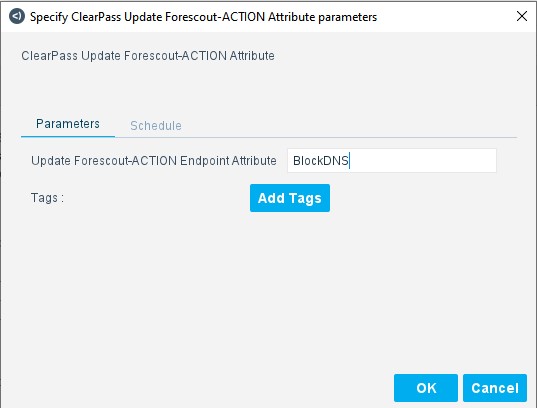 Specify ClearPass Update Forescout-ACTION Attribute parameters
ClearPass Update Forescout-ACTION Attribute
Parameters Schedule
Update Forescout-ACTION Endpoint Attribute BlockDNS
Tags : Add Tags
OK Cancel